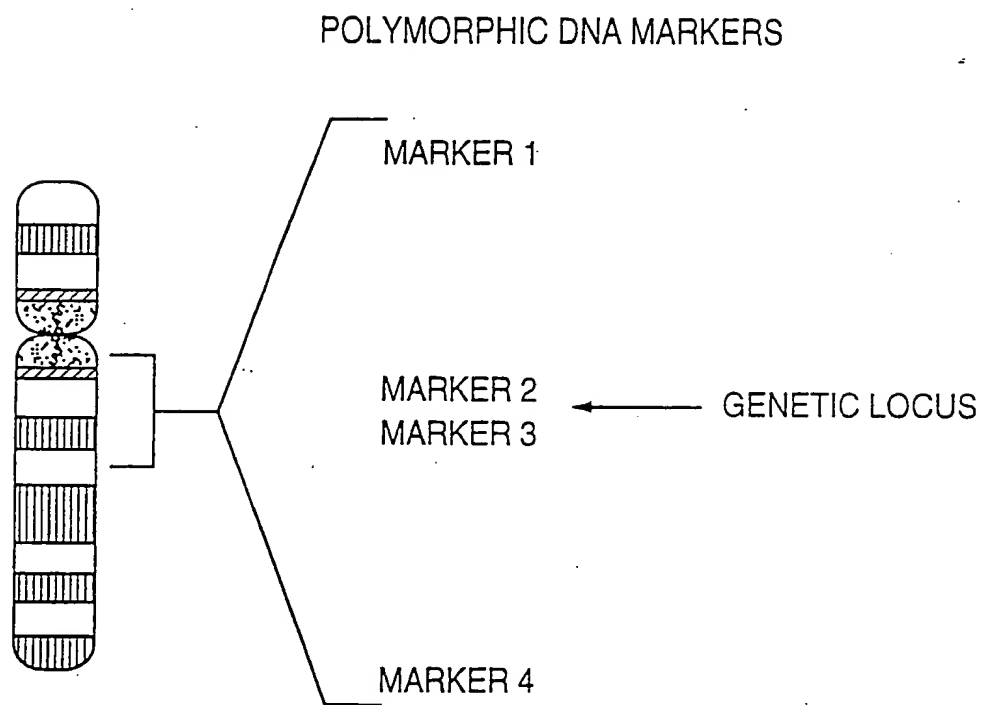 POLYMORPHIC DNA MARKERS
MARKER 1
MARKER 2
MARKER 3
GENETIC LOCUS
MARKER 4